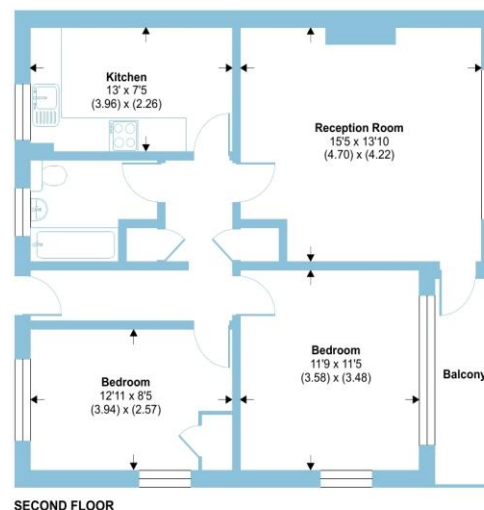 Kitchen
13' x 7'5
(3.96) x (2.26)
Reception Room
15'5 x 13'10
(4.70) x (4.22)
Bedroom
12'11 x 8'5
(3.94) x (2.57)
Bedroom
11'9 x 11'5
(3.58) x (3.48)
Balcony
SECOND FLOOR